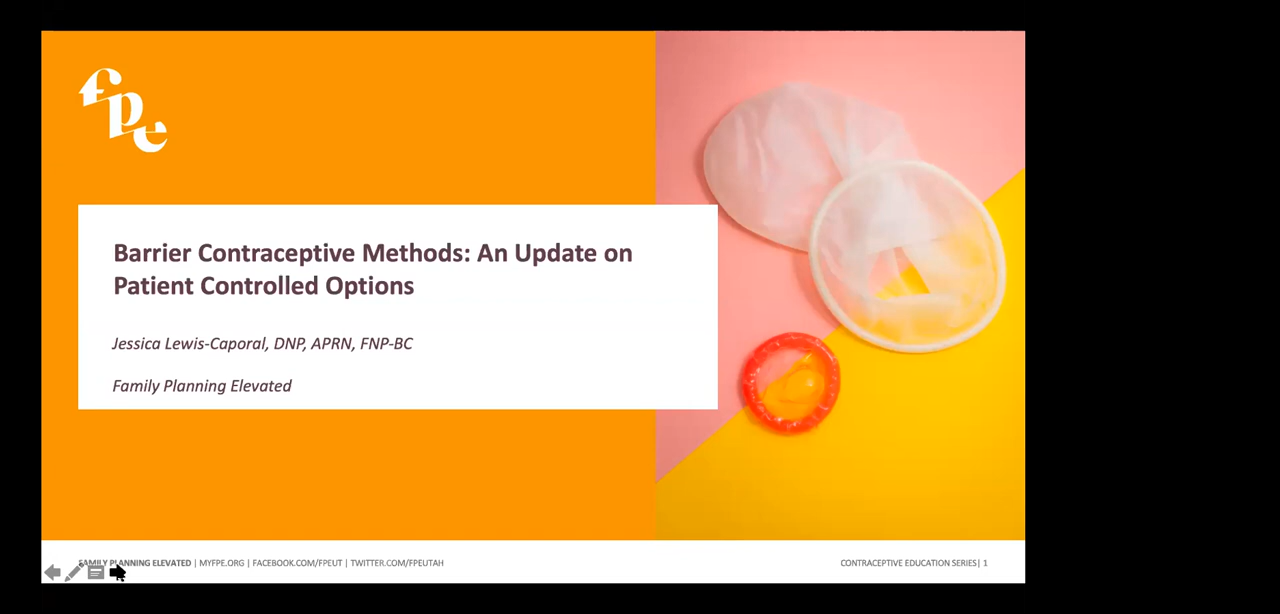 fpe
Barrier Contraceptive Methods: An Update on
Patient Controlled Options
Jessica Lewis-Caporal, DNP, APRN, FNP-BC
Family Planning Elevated
FAMILY PLANNING ELEVATED | MYFPE.ORG | FACEBOOK.COM/FPEUT | TWITTER.COM/FPEUTAH
CONTRACEPTIVE EDUCATION SERIES| 1